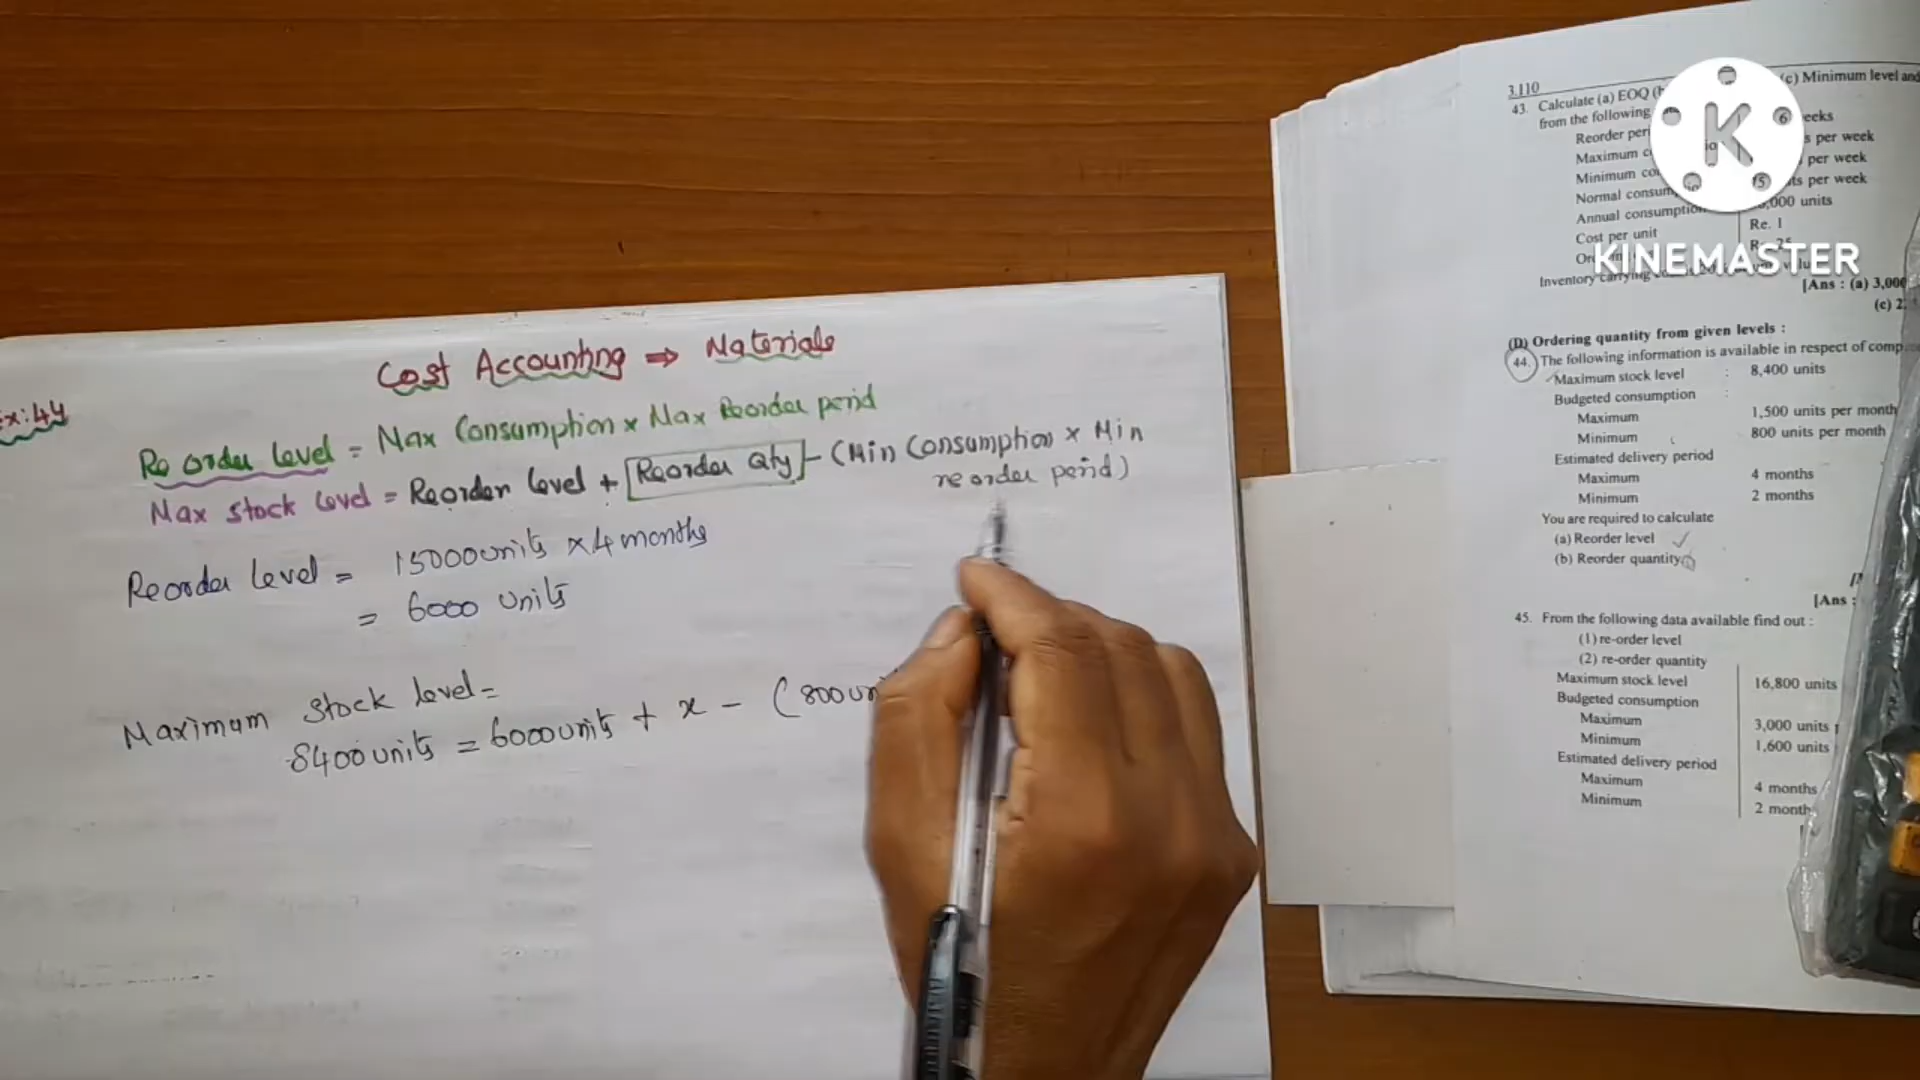 Cost Accounting ⇒ Materials
Ex:44
Re order level = Max Consumption x Max Reorder period
Max stock level = Reorder level + Reorder Qty - (Min Consumption x Min
reorder period)
Reorder Level = 15000units x 4 months
= 6000 units
Maximum stock level =
8400units = 6000units + x - (800un
3.110
(c) Minimum level and
43. Calculate (a) EOQ
from the following
Reorder peri
6 eeks
Maximum c
s per week
Minimum co
per week
Normal consum
ts per week
Annual consumption
,000 units
Cost per unit
Re. 1
Inventory carrying
[Ans : (a) 3,000
(c) 2
KINEMASTER
(D) Ordering quantity from given levels :
44. The following information is available in respect of comp
Maximum stock level : 8,400 units
Budgeted consumption :
Maximum 1,500 units per month
Minimum 800 units per month
Estimated delivery period
Maximum 4 months
Minimum 2 months
You are required to calculate
(a) Reorder level
(b) Reorder quantity
[Ans :
45. From the following data available find out :
(1) re-order level
(2) re-order quantity
Maximum stock level 16,800 units
Budgeted consumption
Maximum 3,000 units
Minimum 1,600 units
Estimated delivery period
Maximum 4 months
Minimum 2 month